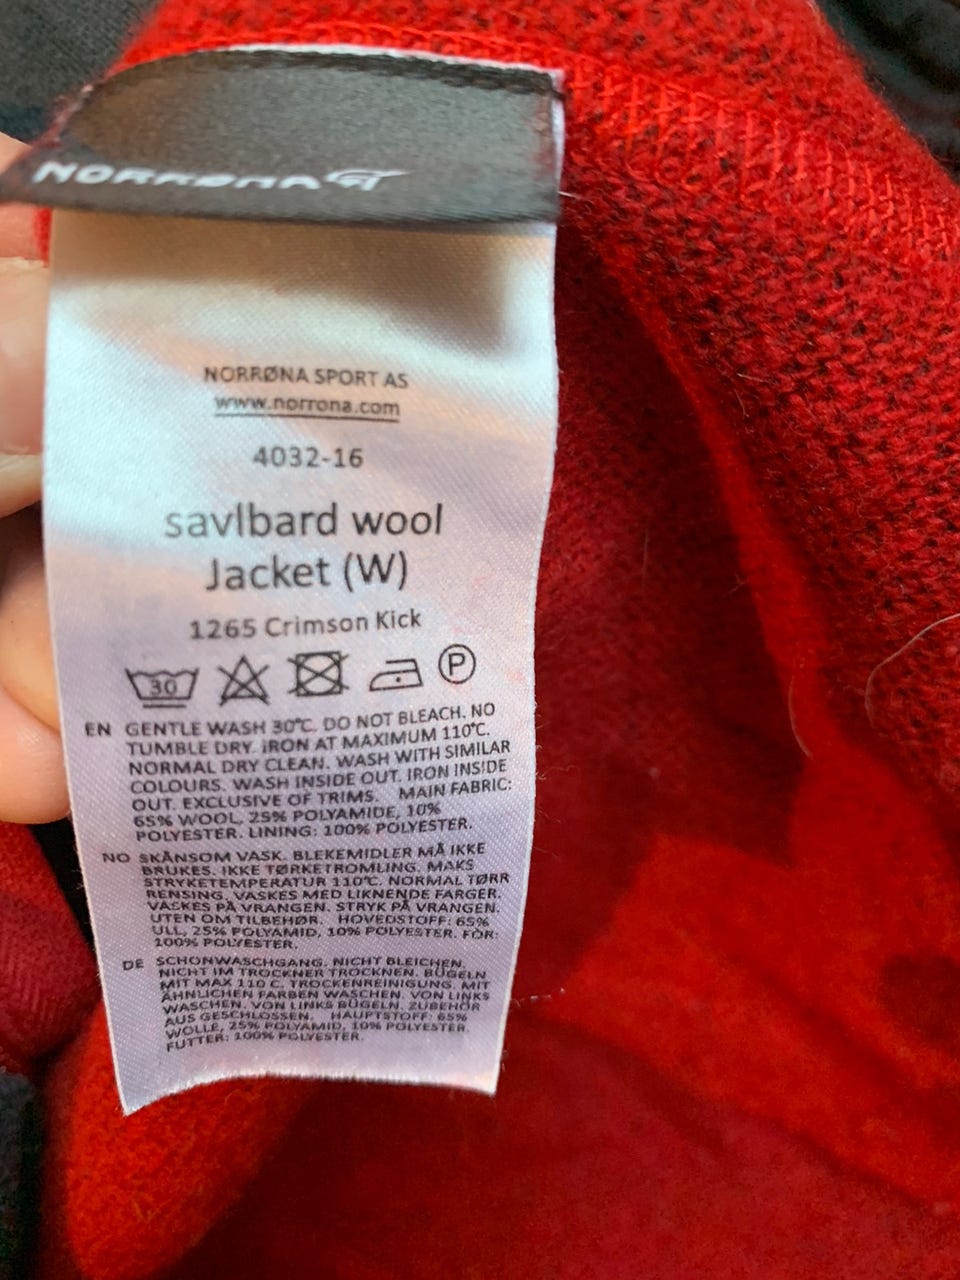 NORRØNA
NORRØNA SPORT AS
www.norrona.com
4032-16
savlbard wool
Jacket (W)
1265 Crimson Kick
30
P
EN GENTLE WASH 30℃. DO NOT BLEACH. NO
TUMBLE DRY. IRON AT MAXIMUM 110℃.
NORMAL DRY CLEAN. WASH WITH SIMILAR
COLOURS. WASH INSIDE OUT. IRON INSIDE
OUT. EXCLUSIVE OF TRIMS. MAIN FABRIC:
65% WOOL, 25% POLYAMIDE, 10%
POLYESTER. LINING: 100% POLYESTER.
NO SKÅNSOM VASK. BLEKEMIDLER MÅ IKKE
BRUKES. IKKE TØRKETROMLING. MAKS
STRYKETEMPERATUR 110℃. NORMAL TØRR
RENSING. VASKES MED LIKNENDE FARGER.
VASKES PÅ VRANGEN. STRYK PÅ VRANGEN.
UTEN OM TILBEHØR. HOVEDSTOFF: 65%
ULL, 25% POLYAMID, 10% POLYESTER. FÓR:
100% POLYESTER.
DE SCHONWASCHGANG. NICHT BLEICHEN.
NICHT IM TROCKNER TROCKNEN. BÜGELN
MIT MAX 110 C. TROCKENREINIGUNG. MIT
ÄHNLICHEN FARBEN WASCHEN. VON LINKS
WASCHEN. VON LINKS BÜGELN. ZUBEHÖR
AUS GESCHLOSSEN. HAUPTSTOFF: 65%
WOLLE, 25% POLYAMID, 10% POLYESTER.
FUTTER: 100% POLYESTER.